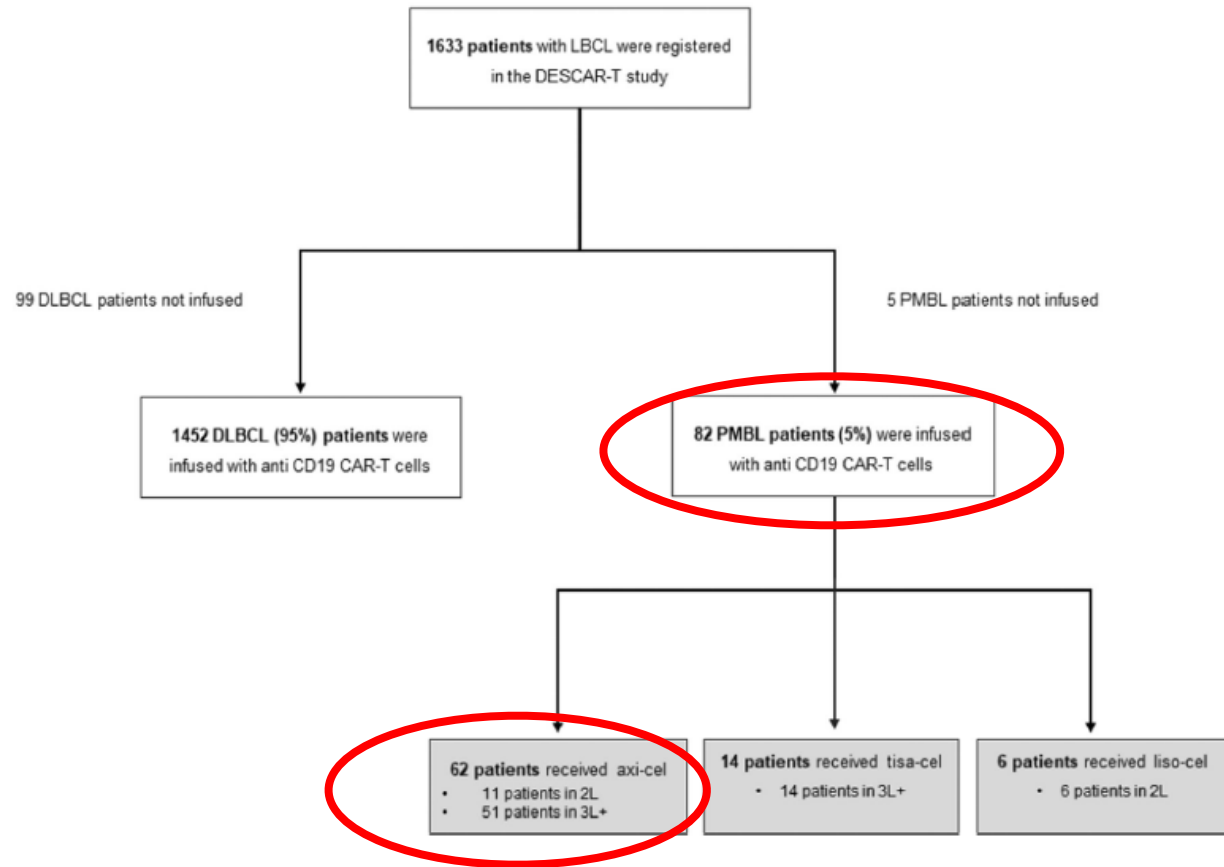 1633 patients with LBCL were registered
in the DESCAR-T study
99 DLBCL patients not infused
5 PMBL patients not infused
1452 DLBCL (95%) patients were
infused with anti CD19 CAR-T cells
82 PMBL patients (5%) were infused
with anti CD19 CAR-T cells
62 patients received axi-cel
• 11 patients in 2L
• 51 patients in 3L+
14 patients received tisa-cel
• 14 patients in 3L+
6 patients received liso-cel
• 6 patients in 2L